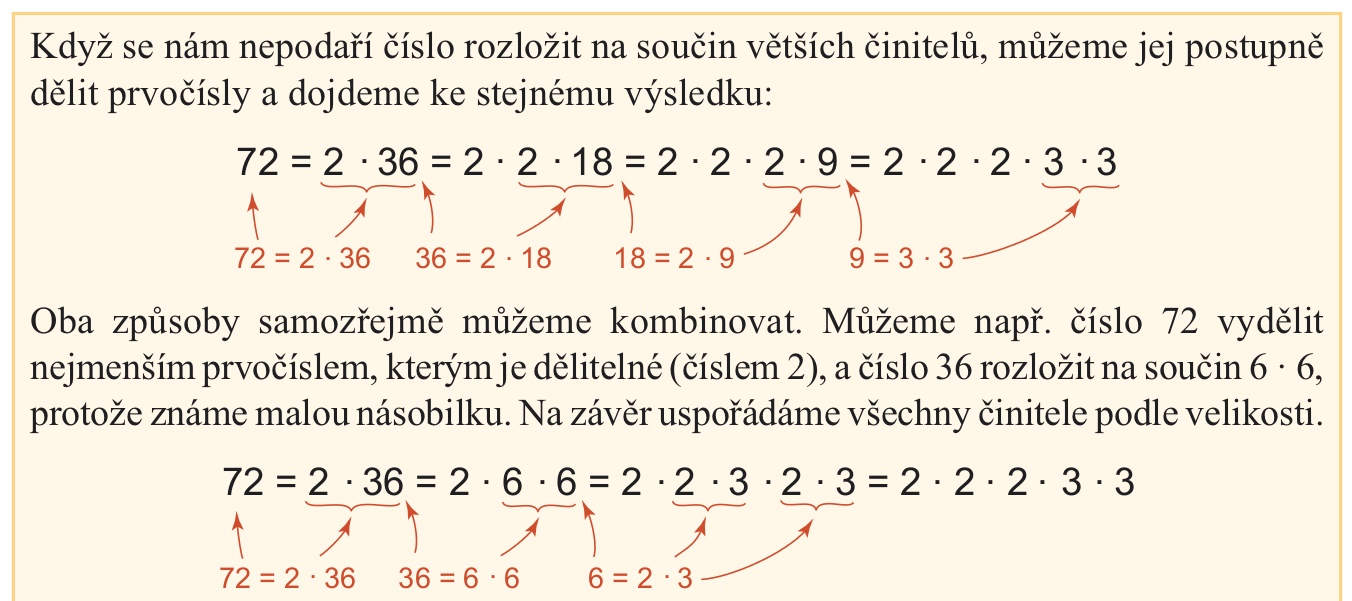 Když se nám nepodaří číslo rozložit na součin větších činitelů, můžeme jej postupně
dělit prvočísly a dojdeme ke stejnému výsledku:
72 = 2 · 36 = 2 · 2 · 18 = 2 · 2 · 2 · 9 = 2 · 2 · 2 · 3 · 3
72 = 2 · 36 36 = 2 · 18 18 = 2 · 9 9 = 3 · 3
Oba způsoby samozřejmě můžeme kombinovat. Můžeme např. číslo 72 vydělit
nejmenším prvočíslem, kterým je dělitelné (číslem 2), a číslo 36 rozložit na součin 6 · 6,
protože známe malou násobilku. Na závěr uspořádáme všechny činitele podle velikosti.
72 = 2 · 36 = 2 · 6 · 6 = 2 · 2 · 3 · 2 · 3 = 2 · 2 · 2 · 3 · 3
72 = 2 · 36 36 = 6 · 6 6 = 2 · 3